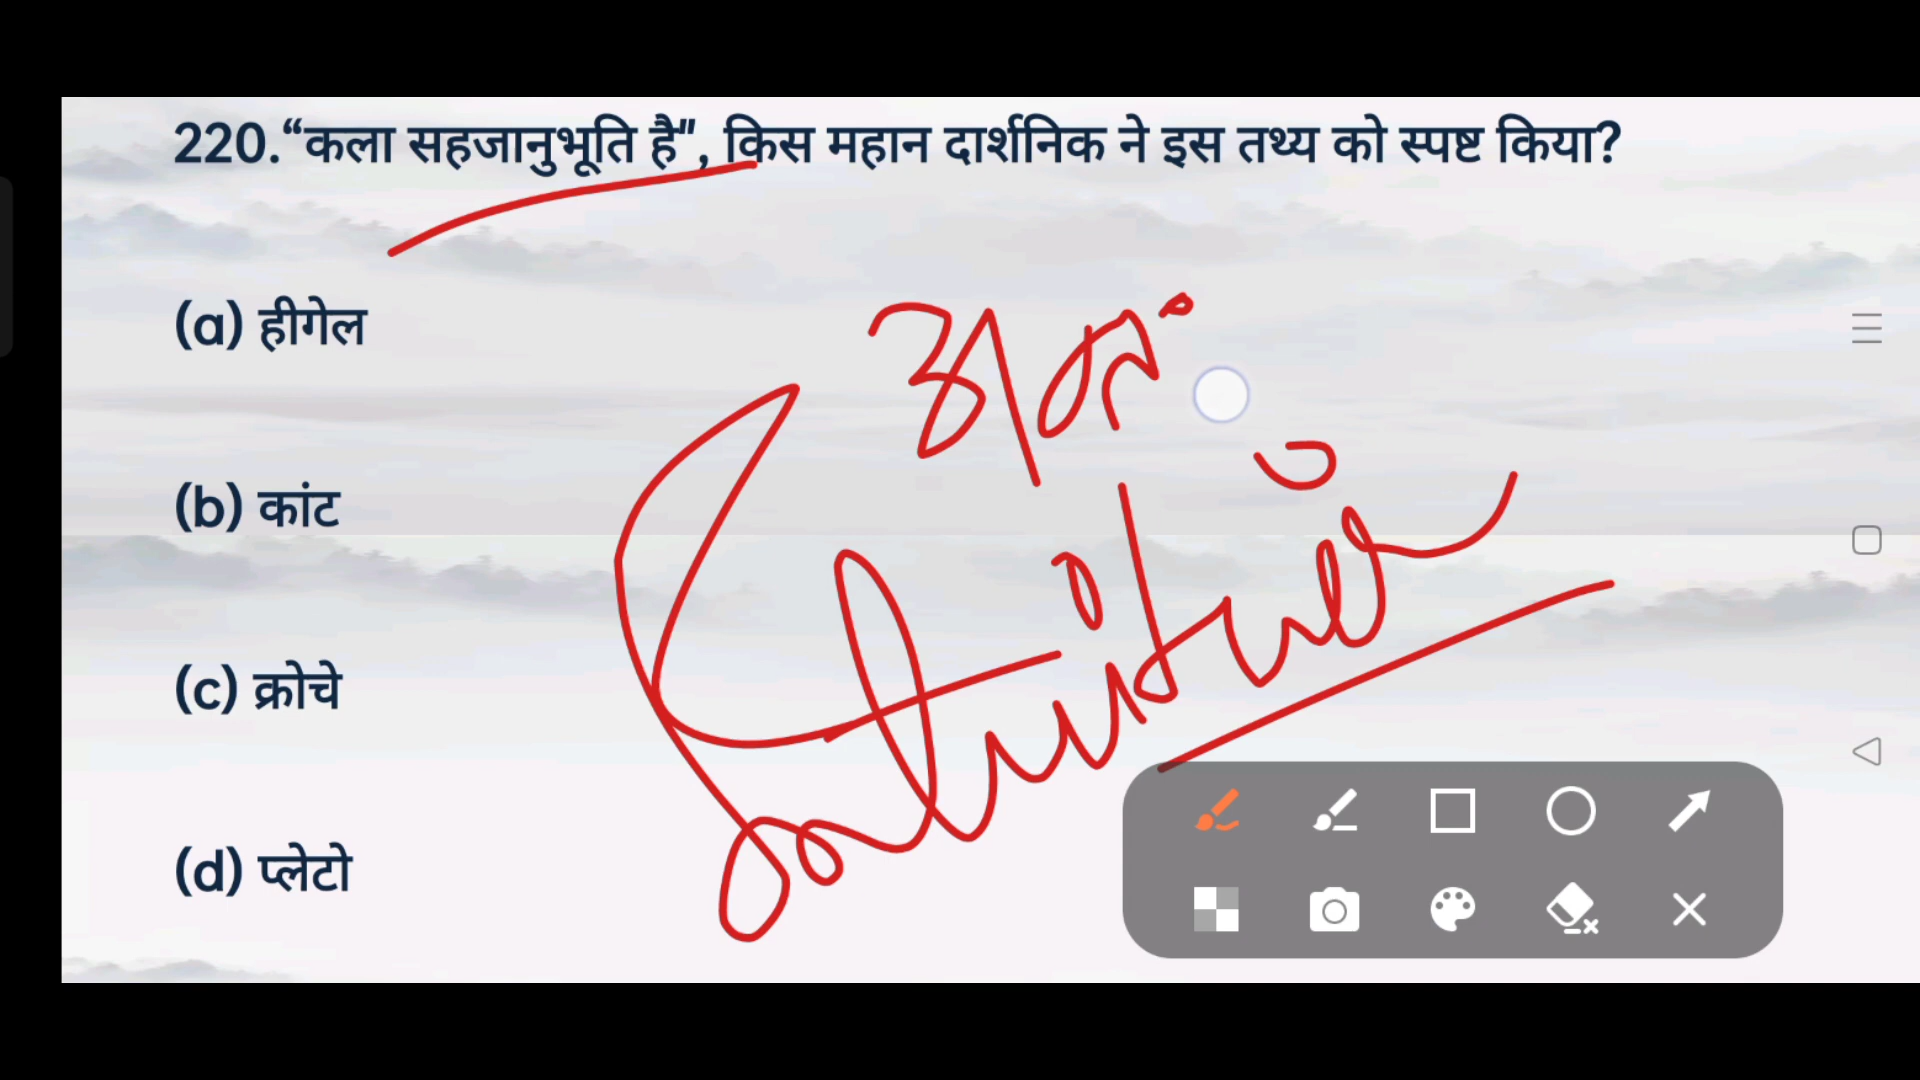 220.“कला सहजानुभूति है", किस महान दार्शनिक ने इस तथ्य को स्पष्ट किया?
(a) हीगेल
(b) कांट
(c) क्रोचे
(d) प्लेटो